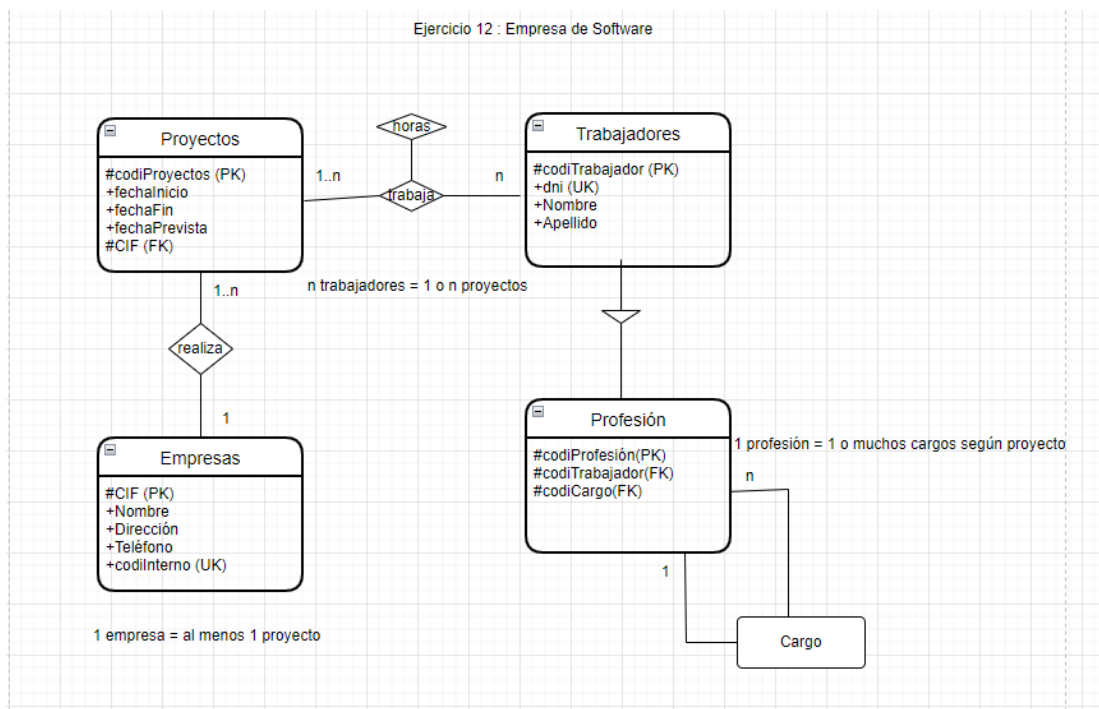 Ejercicio 12 : Empresa de Software
Proyectos
#codiProyectos (PK)
+fechaInicio
+fechaFin
+fechaPrevista
#CIF (FK)
1..n
horas
trabaja
n
Trabajadores
#codiTrabajador (PK)
+dni (UK)
+Nombre
+Apellido
1..n
n trabajadores = 1 o n proyectos
realiza
1
Empresas
#CIF (PK)
+Nombre
+Dirección
+Teléfono
+codiInterno (UK)
1 empresa = al menos 1 proyecto
Profesión
#codiProfesión(PK)
#codiTrabajador(FK)
#codiCargo(FK)
1 profesión = 1 o muchos cargos según proyecto
n
1
Cargo